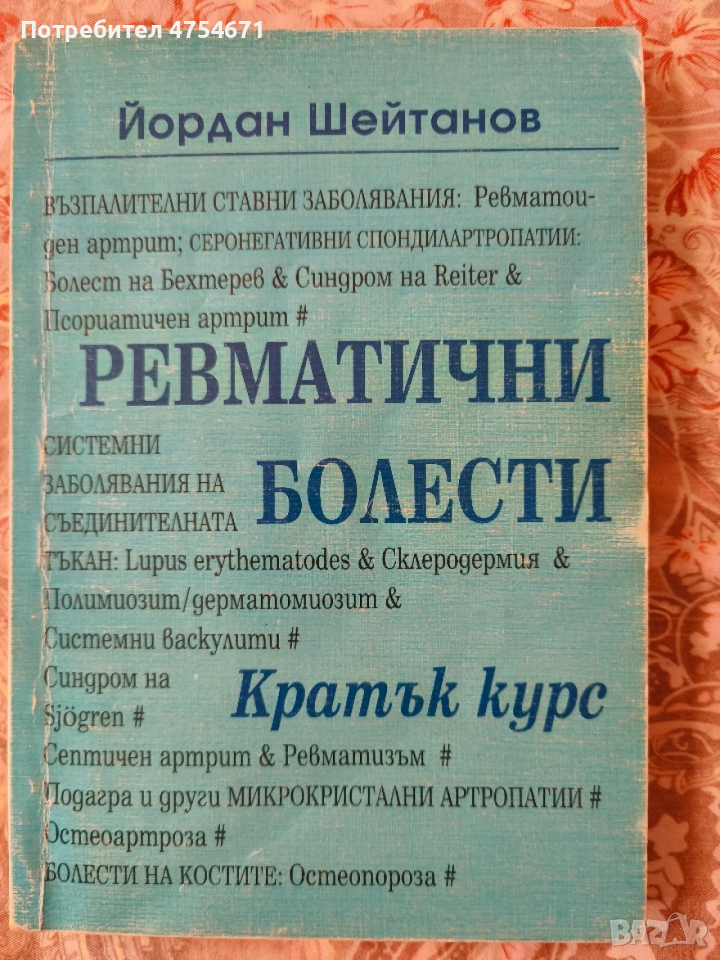 Потребител 4754671
Йордан Шейтанов
ВЪЗПАЛИТЕЛНИ СТАВНИ ЗАБОЛЯВАНИЯ: Ревматои-
ден артрит; СЕРОНЕГАТИВНИ СПОНДИЛАРТРОПАТИИ:
Болест на Бехтерев & Синдром на Reiter &
Псориатичен артрит #
РЕВМАТИЧНИ
СИСТЕМНИ
ЗАБОЛЯВАНИЯ НА
СЪЕДИНИТЕЛНАТА
БОЛЕСТИ
ТЪКАН: Lupus erythematodes & Склеродермия &
Полимиозит/дерматомиозит &
Системни васкулити #
Синдром на
Sjögren #
Кратък курс
Септичен артрит & Ревматизъм #
Подагра и други МИКРОКРИСТАЛНИ АРТРОПАТИИ #
Остеоартроза #
БОЛЕСТИ НА КОСТИТЕ: Остеопороза #
BAZAR